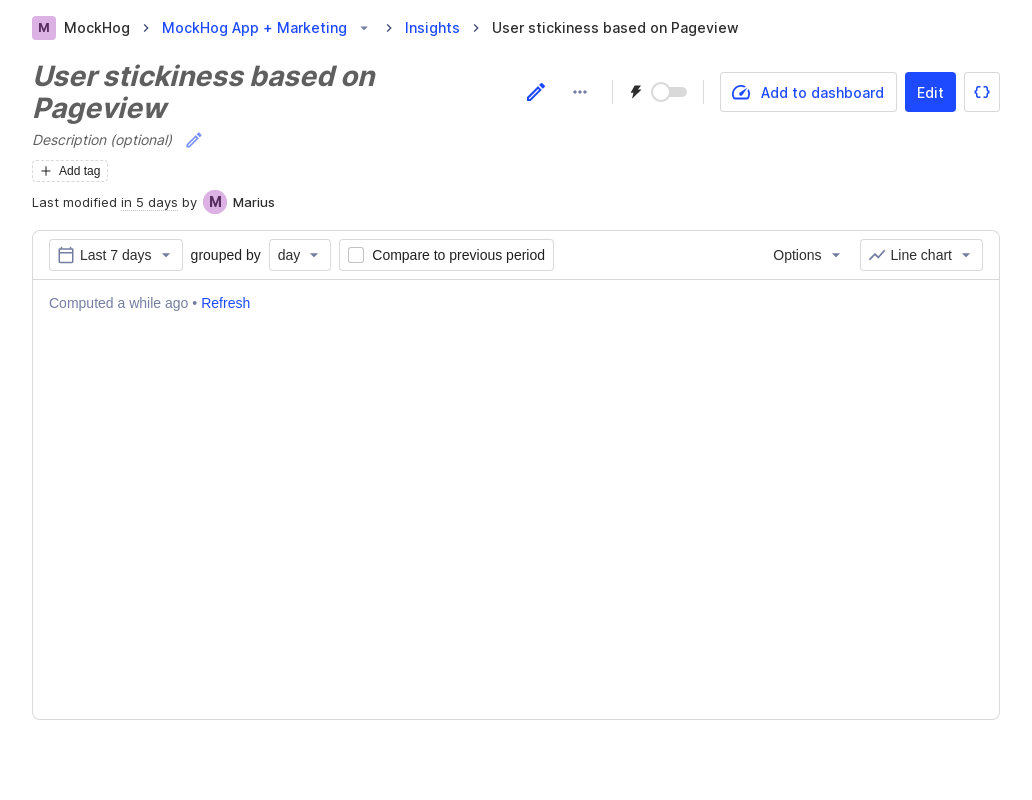 M MockHog MockHog App + Marketing Insights User stickiness based on Pageview
User stickiness based on
Pageview
Add to dashboard Edit {}
Description (optional)
Add tag
Last modified in 5 days by M Marius
Last 7 days grouped by day Compare to previous period Options Line chart
Computed a while ago • Refresh